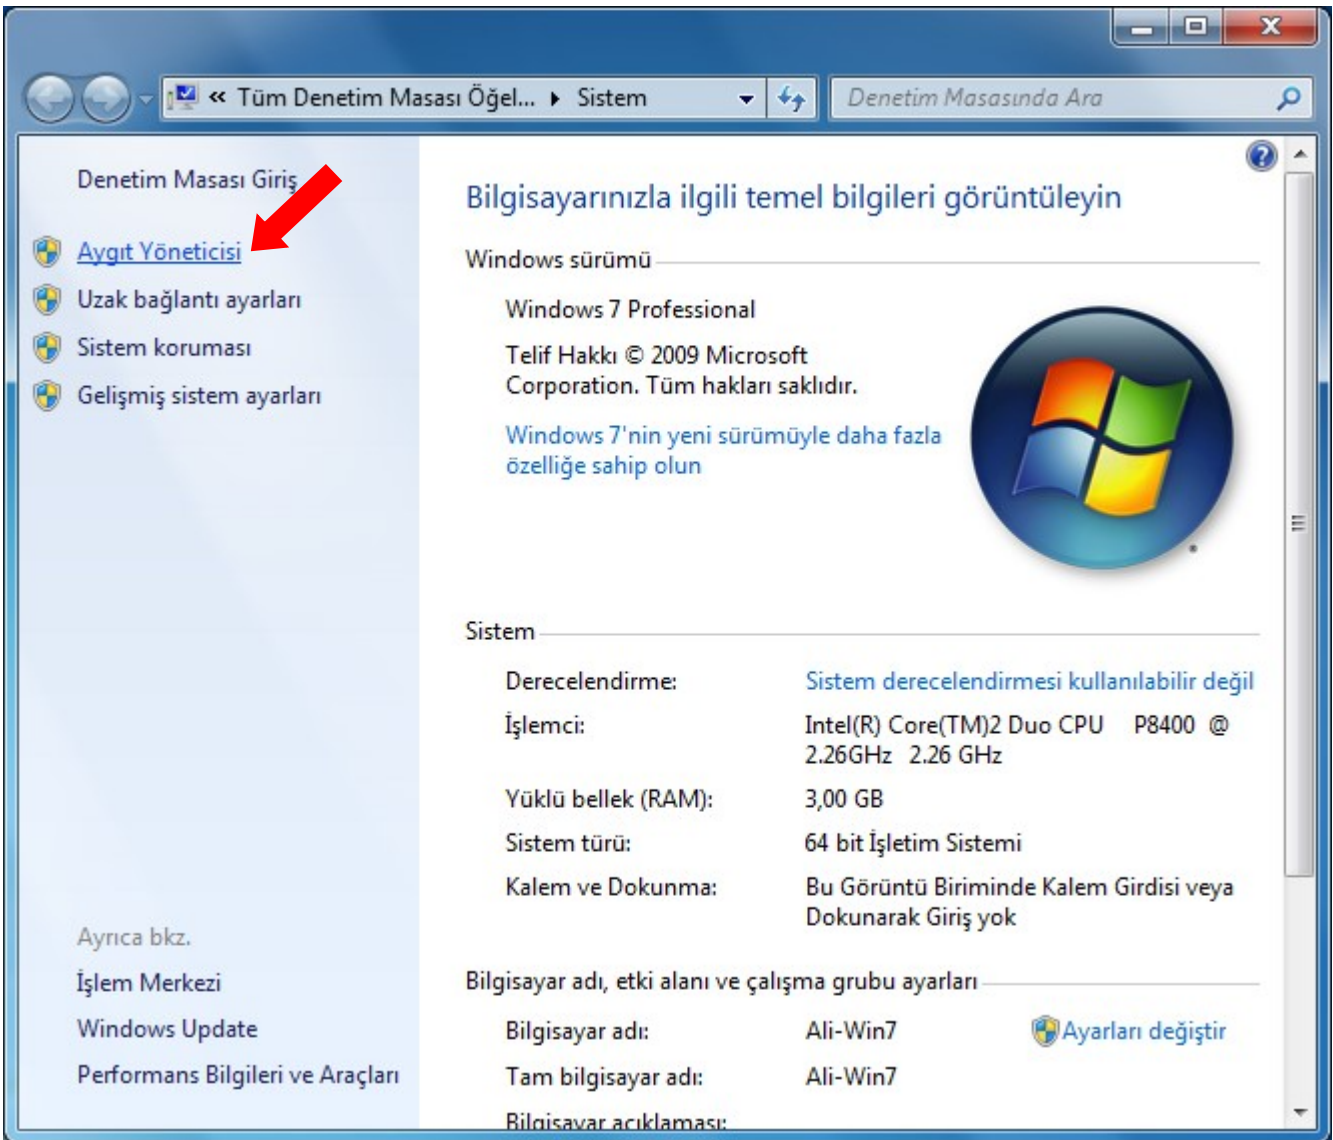 « Tüm Denetim Masası Öğel... ▸ Sistem
Denetim Masasında Ara
Denetim Masası Giriş
Aygıt Yöneticisi
Uzak bağlantı ayarları
Sistem koruması
Gelişmiş sistem ayarları
Ayrıca bkz.
İşlem Merkezi
Windows Update
Performans Bilgileri ve Araçları
Bilgisayarınızla ilgili temel bilgileri görüntüleyin
Windows sürümü
Windows 7 Professional
Telif Hakkı © 2009 Microsoft
Corporation. Tüm hakları saklıdır.
Windows 7'nin yeni sürümüyle daha fazla
özelliğe sahip olun
Sistem
Derecelendirme: Sistem derecelendirmesi kullanılabilir değil
İşlemci: Intel(R) Core(TM)2 Duo CPU P8400 @
2.26GHz 2.26 GHz
Yüklü bellek (RAM): 3,00 GB
Sistem türü: 64 bit İşletim Sistemi
Kalem ve Dokunma: Bu Görüntü Biriminde Kalem Girdisi veya
Dokunarak Giriş yok
Bilgisayar adı, etki alanı ve çalışma grubu ayarları
Bilgisayar adı: Ali-Win7 Ayarları değiştir
Tam bilgisayar adı: Ali-Win7
Bilgisayar açıklaması: